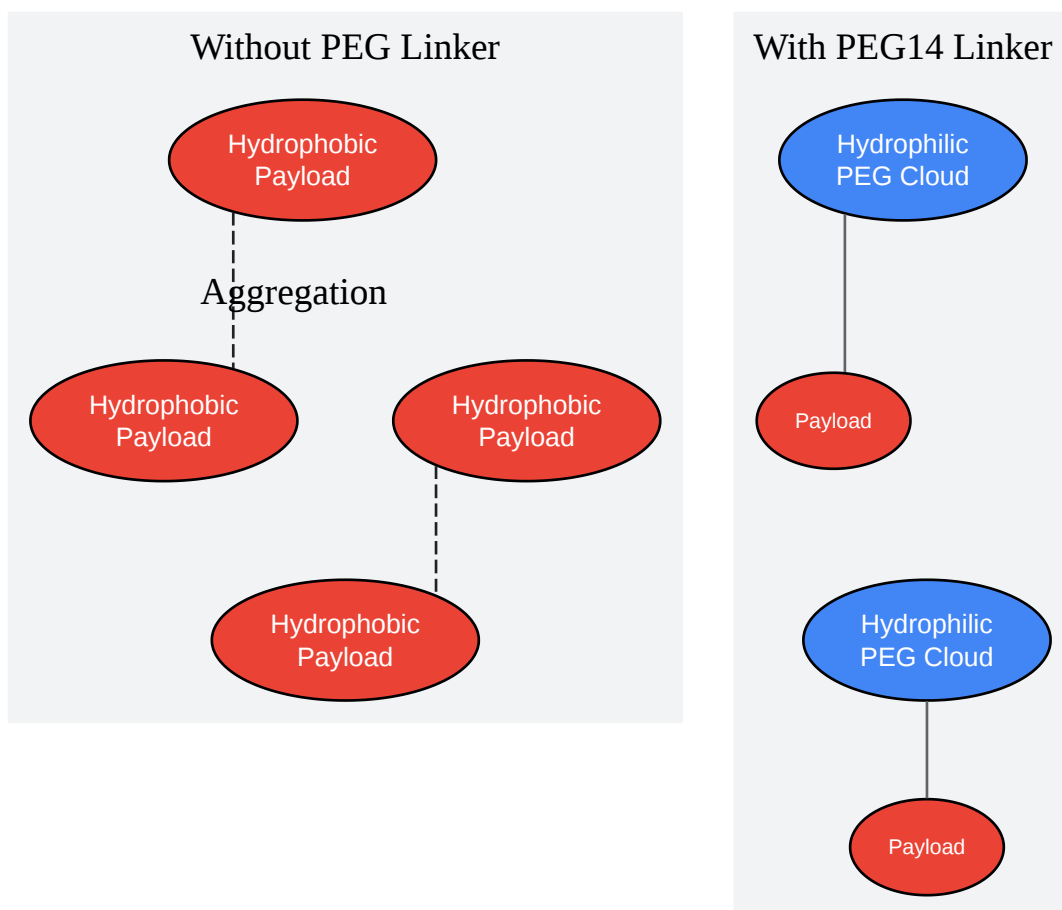 Without PEG Linker
Hydrophobic
Payload
Aggregation
Hydrophobic
Payload
Hydrophobic
Payload
Hydrophobic
Payload
With PEG14 Linker
Hydrophilic
PEG Cloud
Payload
Hydrophilic
PEG Cloud
Payload